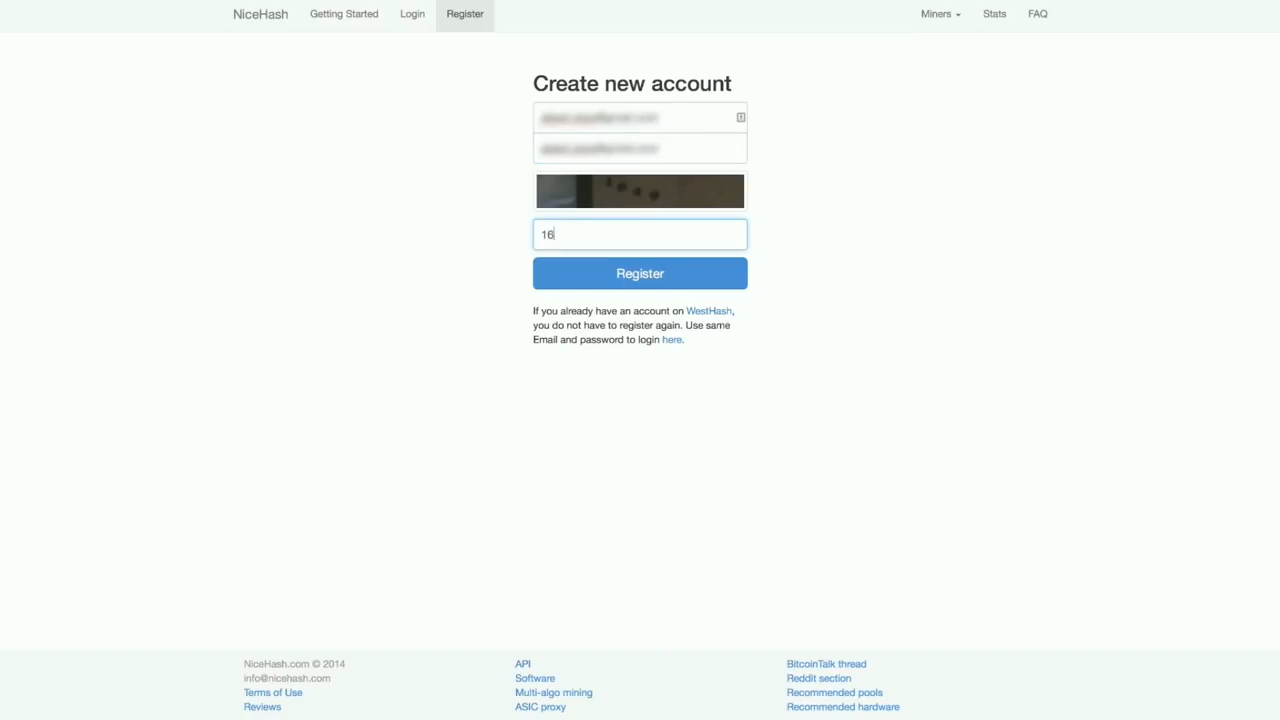 NiceHash Getting Started Login Register Miners Stats FAQ
Create new account
16
Register
If you already have an account on WestHash,
you do not have to register again. Use same
Email and password to login here.
NiceHash.com © 2014 API BitcoinTalk thread
info@nicehash.com Software Reddit section
Terms of Use Multi-algo mining Recommended pools
Reviews ASIC proxy Recommended hardware